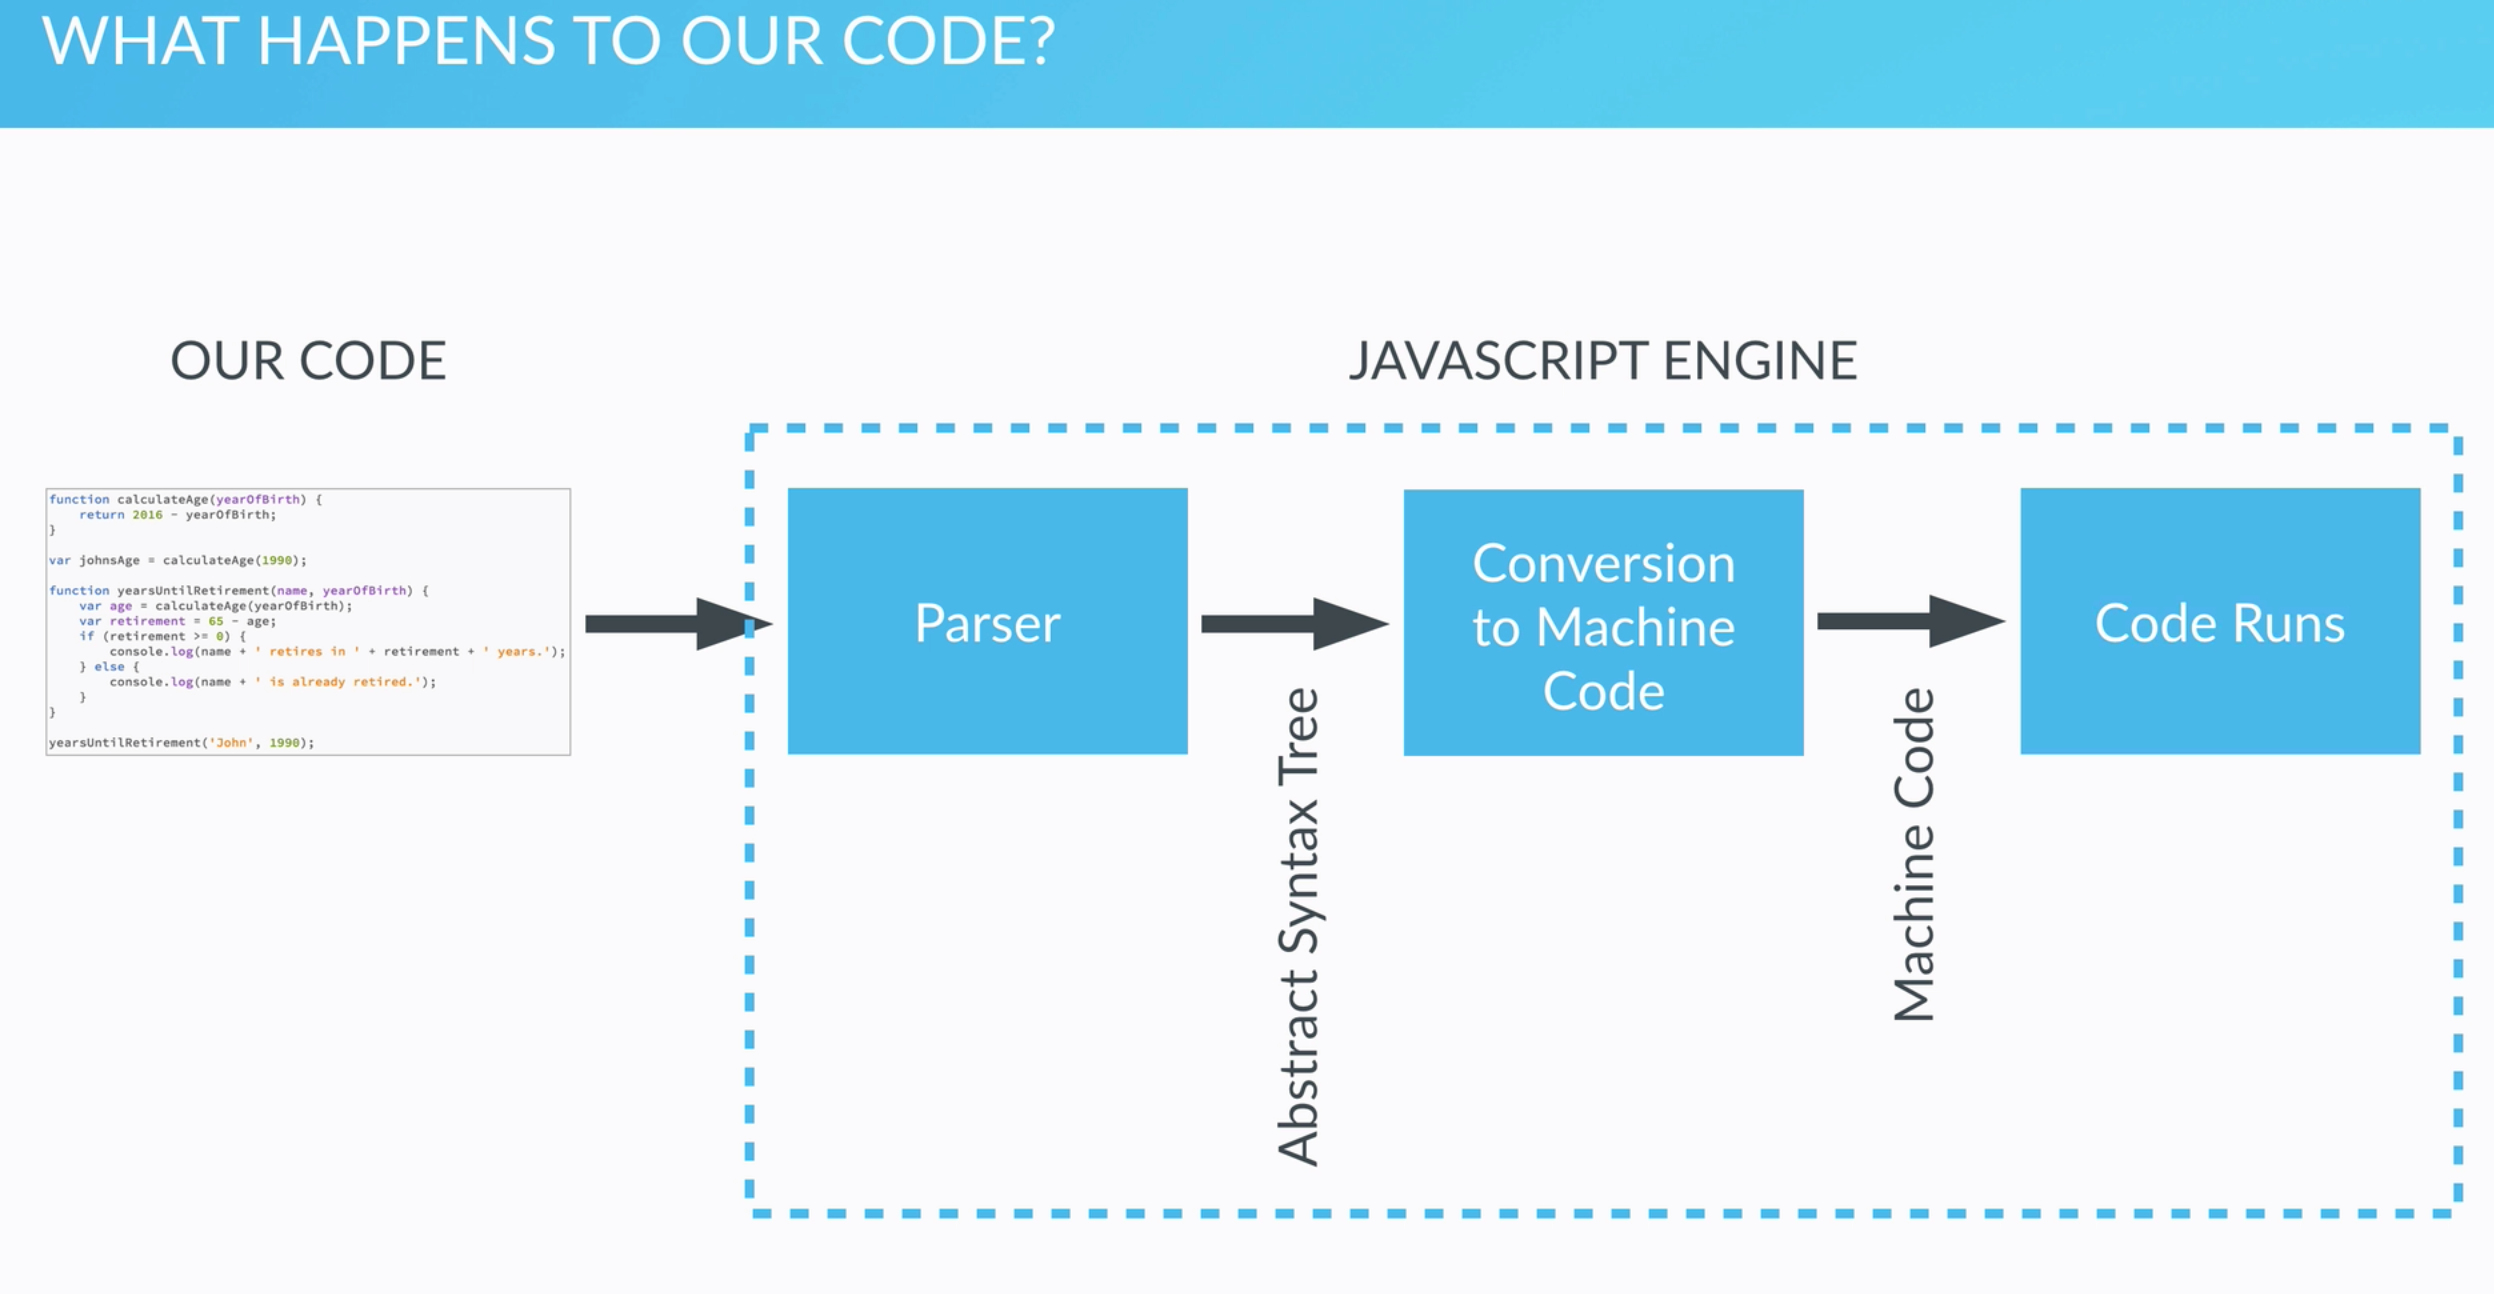 WHAT HAPPENS TO OUR CODE?
OUR CODE
function calculateAge(yearOfBirth) {
    return 2016 - yearOfBirth;
}
var johnsAge = calculateAge(1990);
function yearsUntilRetirement(name, yearOfBirth) {
    var age = calculateAge(yearOfBirth);
    var retirement = 65 - age;
    if (retirement >= 0) {
        console.log(name + ' retires in ' + retirement + ' years.');
    } else {
        console.log(name + ' is already retired.');
    }
}
yearsUntilRetirement('John', 1990);
JAVASCRIPT ENGINE
Parser
Abstract Syntax Tree
Conversion
to Machine
Code
Machine Code
Code Runs